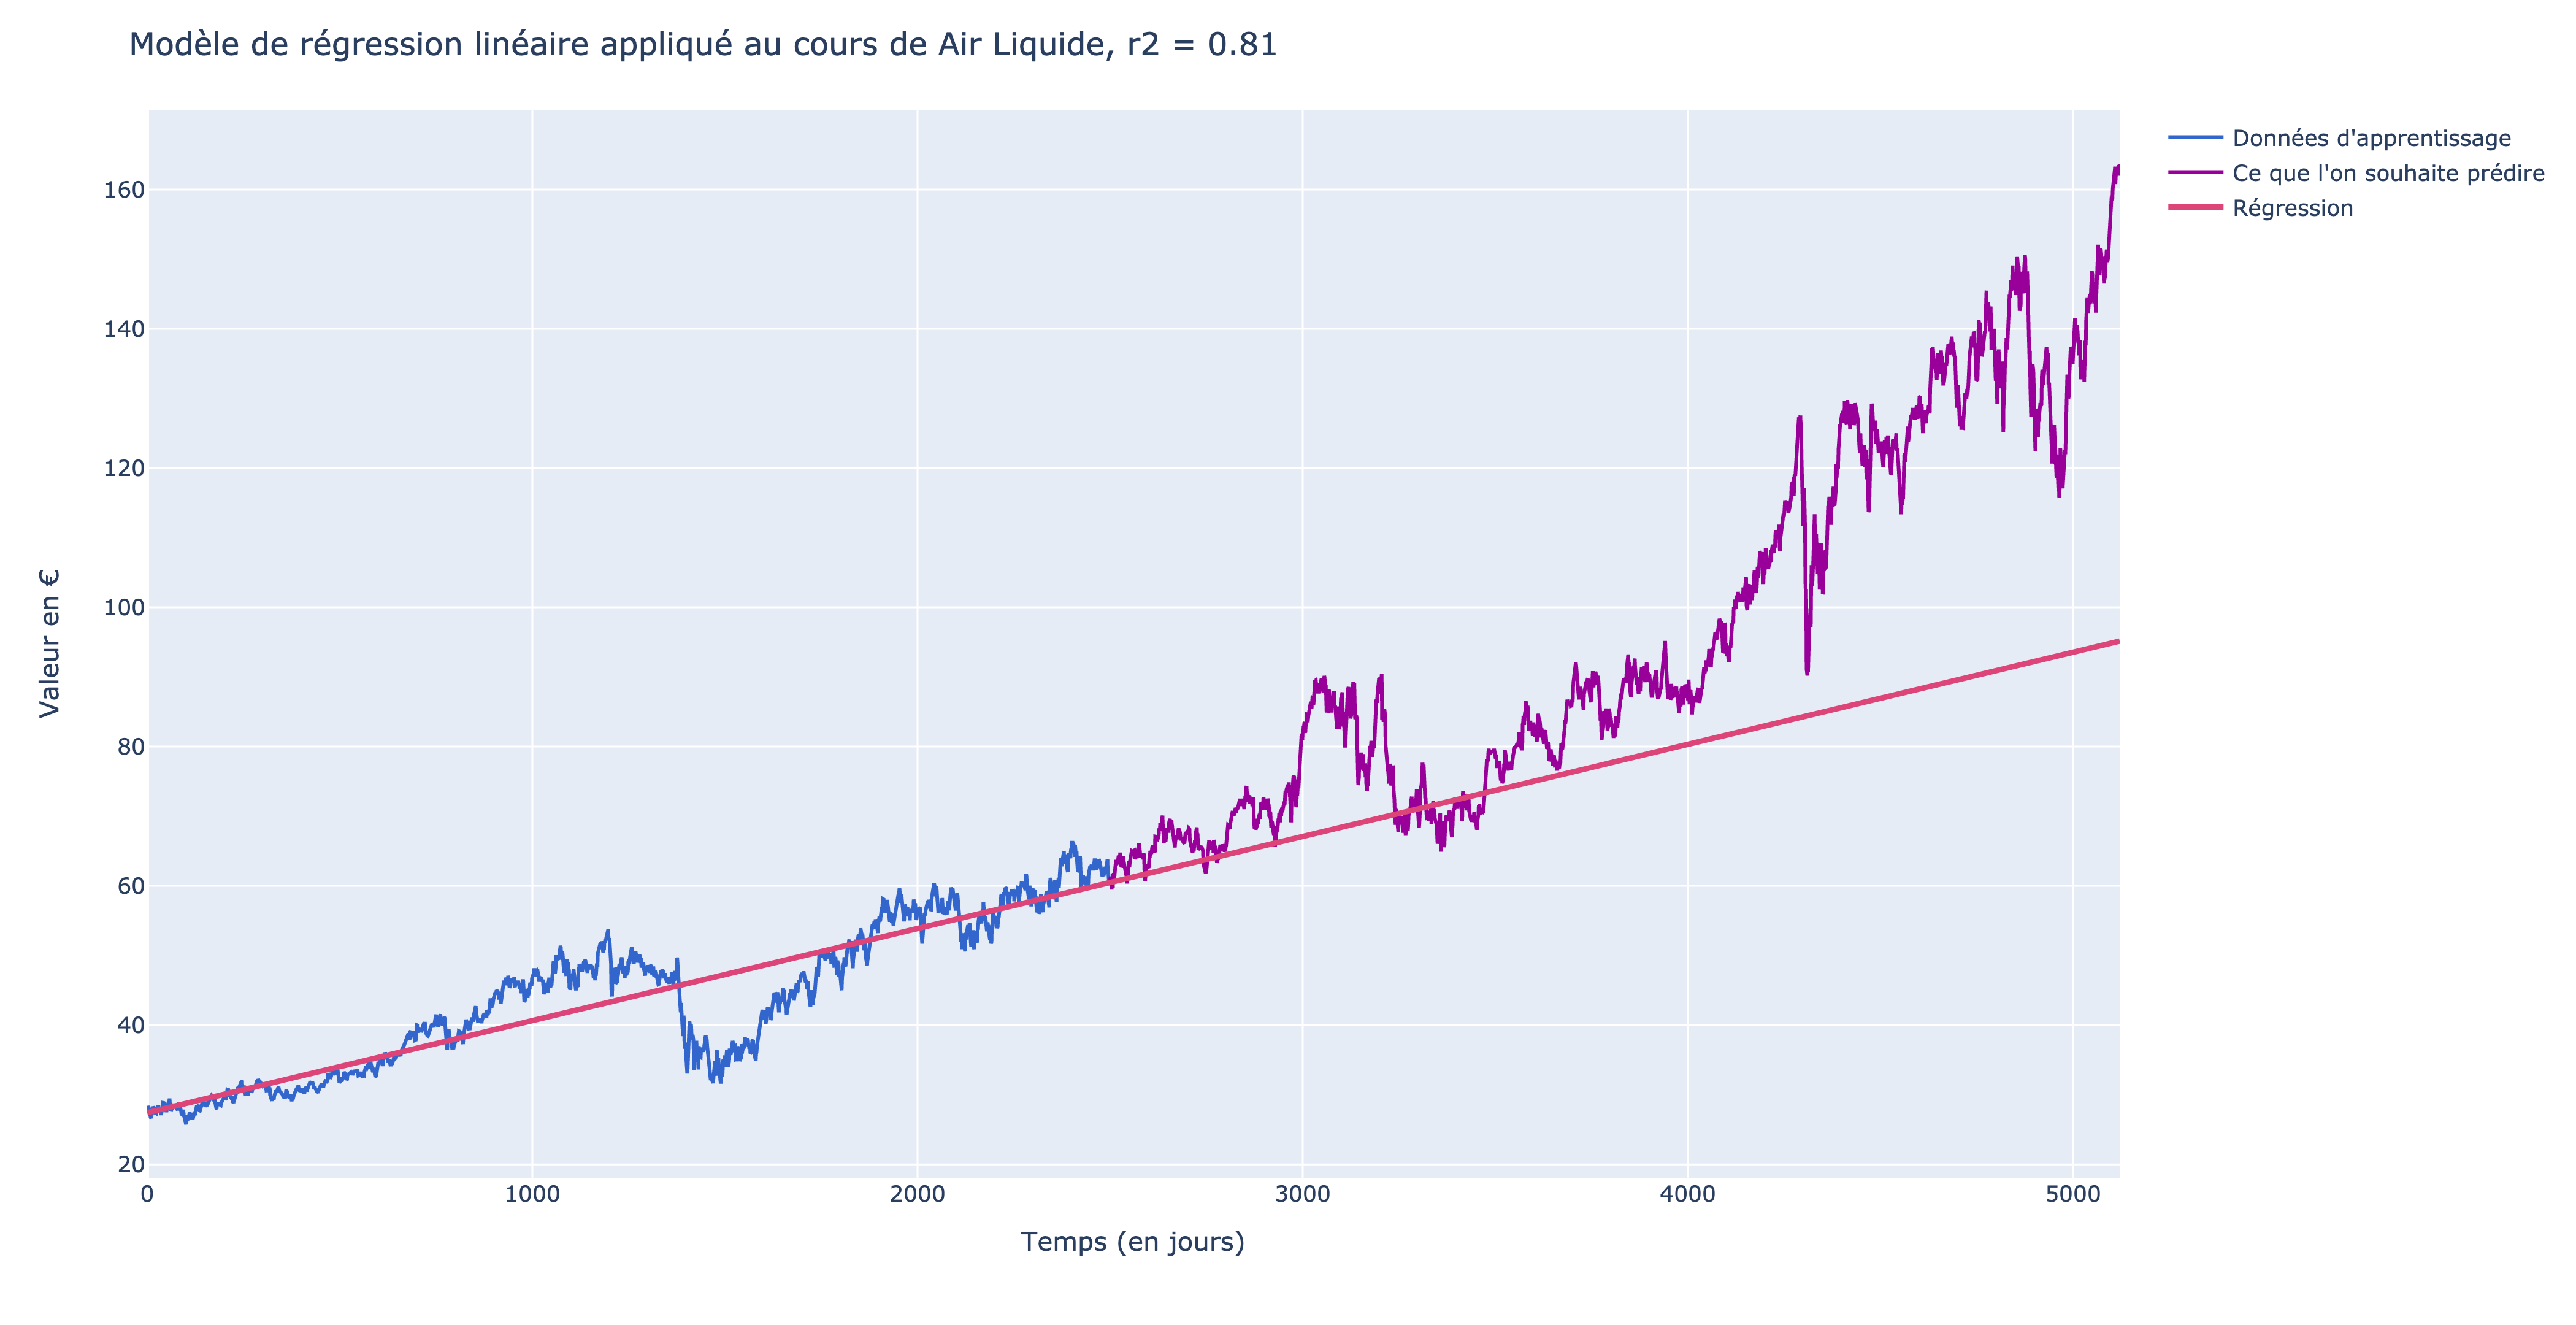 Modèle de régression linéaire appliqué au cours de Air Liquide, r2 = 0.81
Données d'apprentissage
Ce que l'on souhaite prédire
Régression
160
140
120
100
80
60
40
20
Valeur en €
0
1000
2000
3000
4000
5000
Temps (en jours)